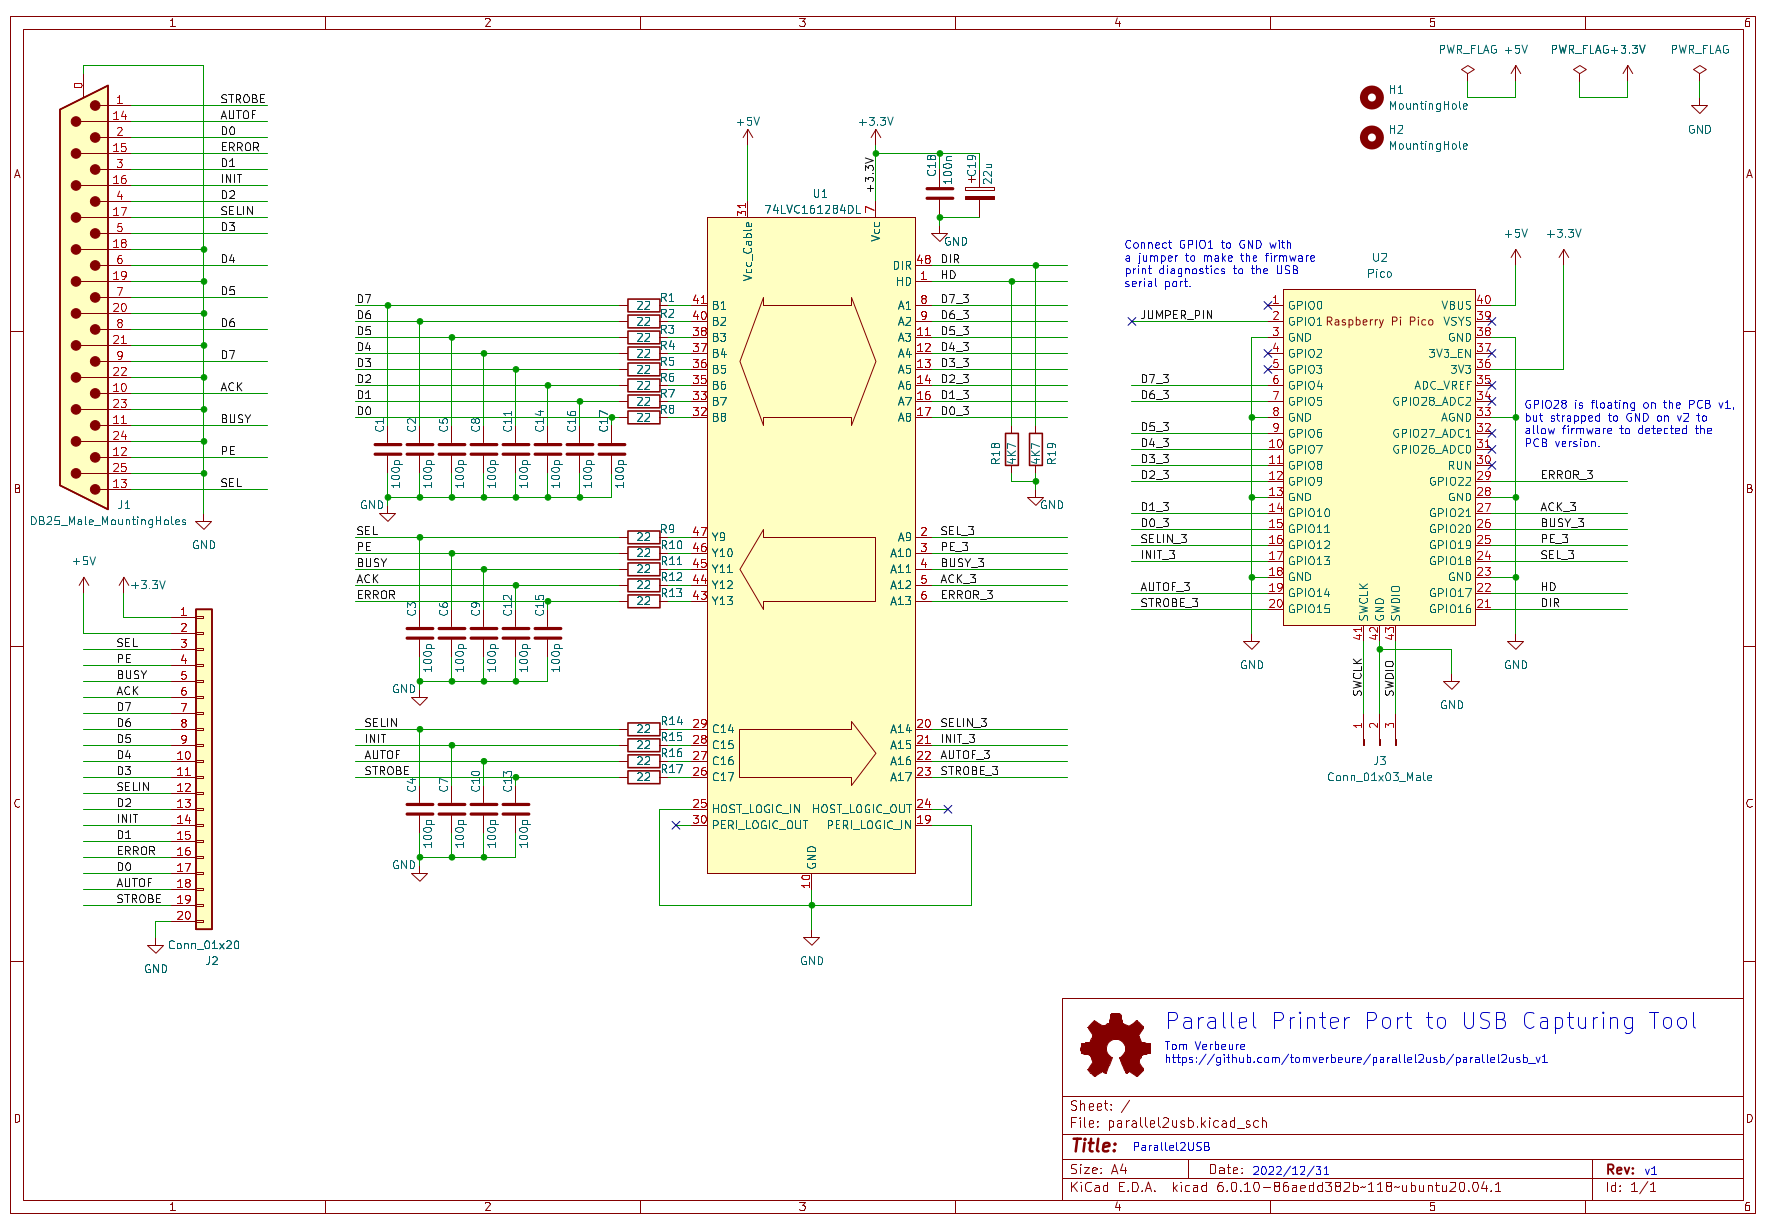 1 2 3 4 5 6
A B C D
PWR_FLAG +5V PWR_FLAG +3.3V PWR_FLAG
GND
H1
MountingHole
H2
MountingHole
0
1 STROBE
14 AUTOF
2 D0
15 ERROR
3 D1
16 INIT
4 D2
17 SELIN
5 D3
18
6 D4
19
7 D5
20
8 D6
21
9 D7
22
10 ACK
23
11 BUSY
24
12 PE
25
13 SEL
J1
DB25_Male_MountingHoles
GND
+5V
+3.3V
1
2
SEL 3
PE 4
BUSY 5
ACK 6
D7 7
D6 8
D5 9
D4 10
D3 11
SELIN 12
D2 13
INIT 14
D1 15
ERROR 16
D0 17
AUTOF 18
STROBE 19
20
Conn_01x20
J2
GND
+5V
+3.3V
+3.3V
C18
100n
C19
22u
GND
U1
74LVC161284DL
31 Vcc_Cable
7 Vcc
DIR 48 DIR
HD 1 HD
D7 22 R1 41 B1 A1 8 D7_3
D6 22 R2 40 B2 A2 9 D6_3
D5 22 R3 38 B3 A3 11 D5_3
D4 22 R4 37 B4 A4 12 D4_3
D3 22 R5 36 B5 A5 13 D3_3
D2 22 R6 35 B6 A6 14 D2_3
D1 22 R7 33 B7 A7 16 D1_3
D0 22 R8 32 B8 A8 17 D0_3
C1 C2 C5 C8 C11 C14 C16 C17
100p 100p 100p 100p 100p 100p 100p 100p
GND
R18 4K7 4K7 R19
GND
SEL 22 R9 47 Y9 A9 2 SEL_3
PE 22 R10 46 Y10 A10 3 PE_3
BUSY 22 R11 45 Y11 A11 4 BUSY_3
ACK 22 R12 44 Y12 A12 5 ACK_3
ERROR 22 R13 43 Y13 A13 6 ERROR_3
C3 C6 C9 C12 C15
100p 100p 100p 100p 100p
GND
SELIN 22 R14 29 C14 A14 20 SELIN_3
INIT 22 R15 28 C15 A15 21 INIT_3
AUTOF 22 R16 27 C16 A16 22 AUTOF_3
STROBE 22 R17 26 C17 A17 23 STROBE_3
C4 C7 C10 C13
100p 100p 100p 100p
GND
25 HOST_LOGIC_IN HOST_LOGIC_OUT 24
30 PERI_LOGIC_OUT PERI_LOGIC_IN 19
GND
10
GND
Connect GPIO1 to GND with
a jumper to make the firmware
print diagnostics to the USB
serial port.
U2
Pico
+5V +3.3V
Raspberry Pi Pico
1 GPIO0 VBUS 40
JUMPER_PIN 2 GPIO1 VSYS 39
3 GND GND 38
4 GPIO2 3V3_EN 37
5 GPIO3 3V3 36
D7_3 6 GPIO4 ADC_VREF 35
D6_3 7 GPIO5 GPIO28_ADC2 34
8 GND AGND 33
D5_3 9 GPIO6 GPIO27_ADC1 32
D4_3 10 GPIO7 GPIO26_ADC0 31
D3_3 11 GPIO8 RUN 30
D2_3 12 GPIO9 GPIO22 29 ERROR_3
13 GND GND 28
D1_3 14 GPIO10 GPIO21 27 ACK_3
D0_3 15 GPIO11 GPIO20 26 BUSY_3
SELIN_3 16 GPIO12 GPIO19 25 PE_3
INIT_3 17 GPIO13 GPIO18 24 SEL_3
18 GND GND 23
AUTOF_3 19 GPIO14 GPIO17 22 HD
STROBE_3 20 GPIO15 GPIO16 21 DIR
SWCLK GND SWDIO
41 42 43
SWCLK SWDIO
GND GND GND
1 2 3
J3
Conn_01x03_Male
GPIO28 is floating on the PCB v1,
but strapped to GND on v2 to
allow firmware to detected the
PCB version.
Parallel Printer Port to USB Capturing Tool
Tom Verbeure
https://github.com/tomverbeure/parallel2usb/parallel2usb_v1
Sheet: /
File: parallel2usb.kicad_sch
Title: Parallel2USB
Size: A4 Date: 2022/12/31 Rev: v1
KiCad E.D.A. kicad 6.0.10-86aedd382b~118~ubuntu20.04.1 Id: 1/1
1 2 3 4 5 6
A B C D